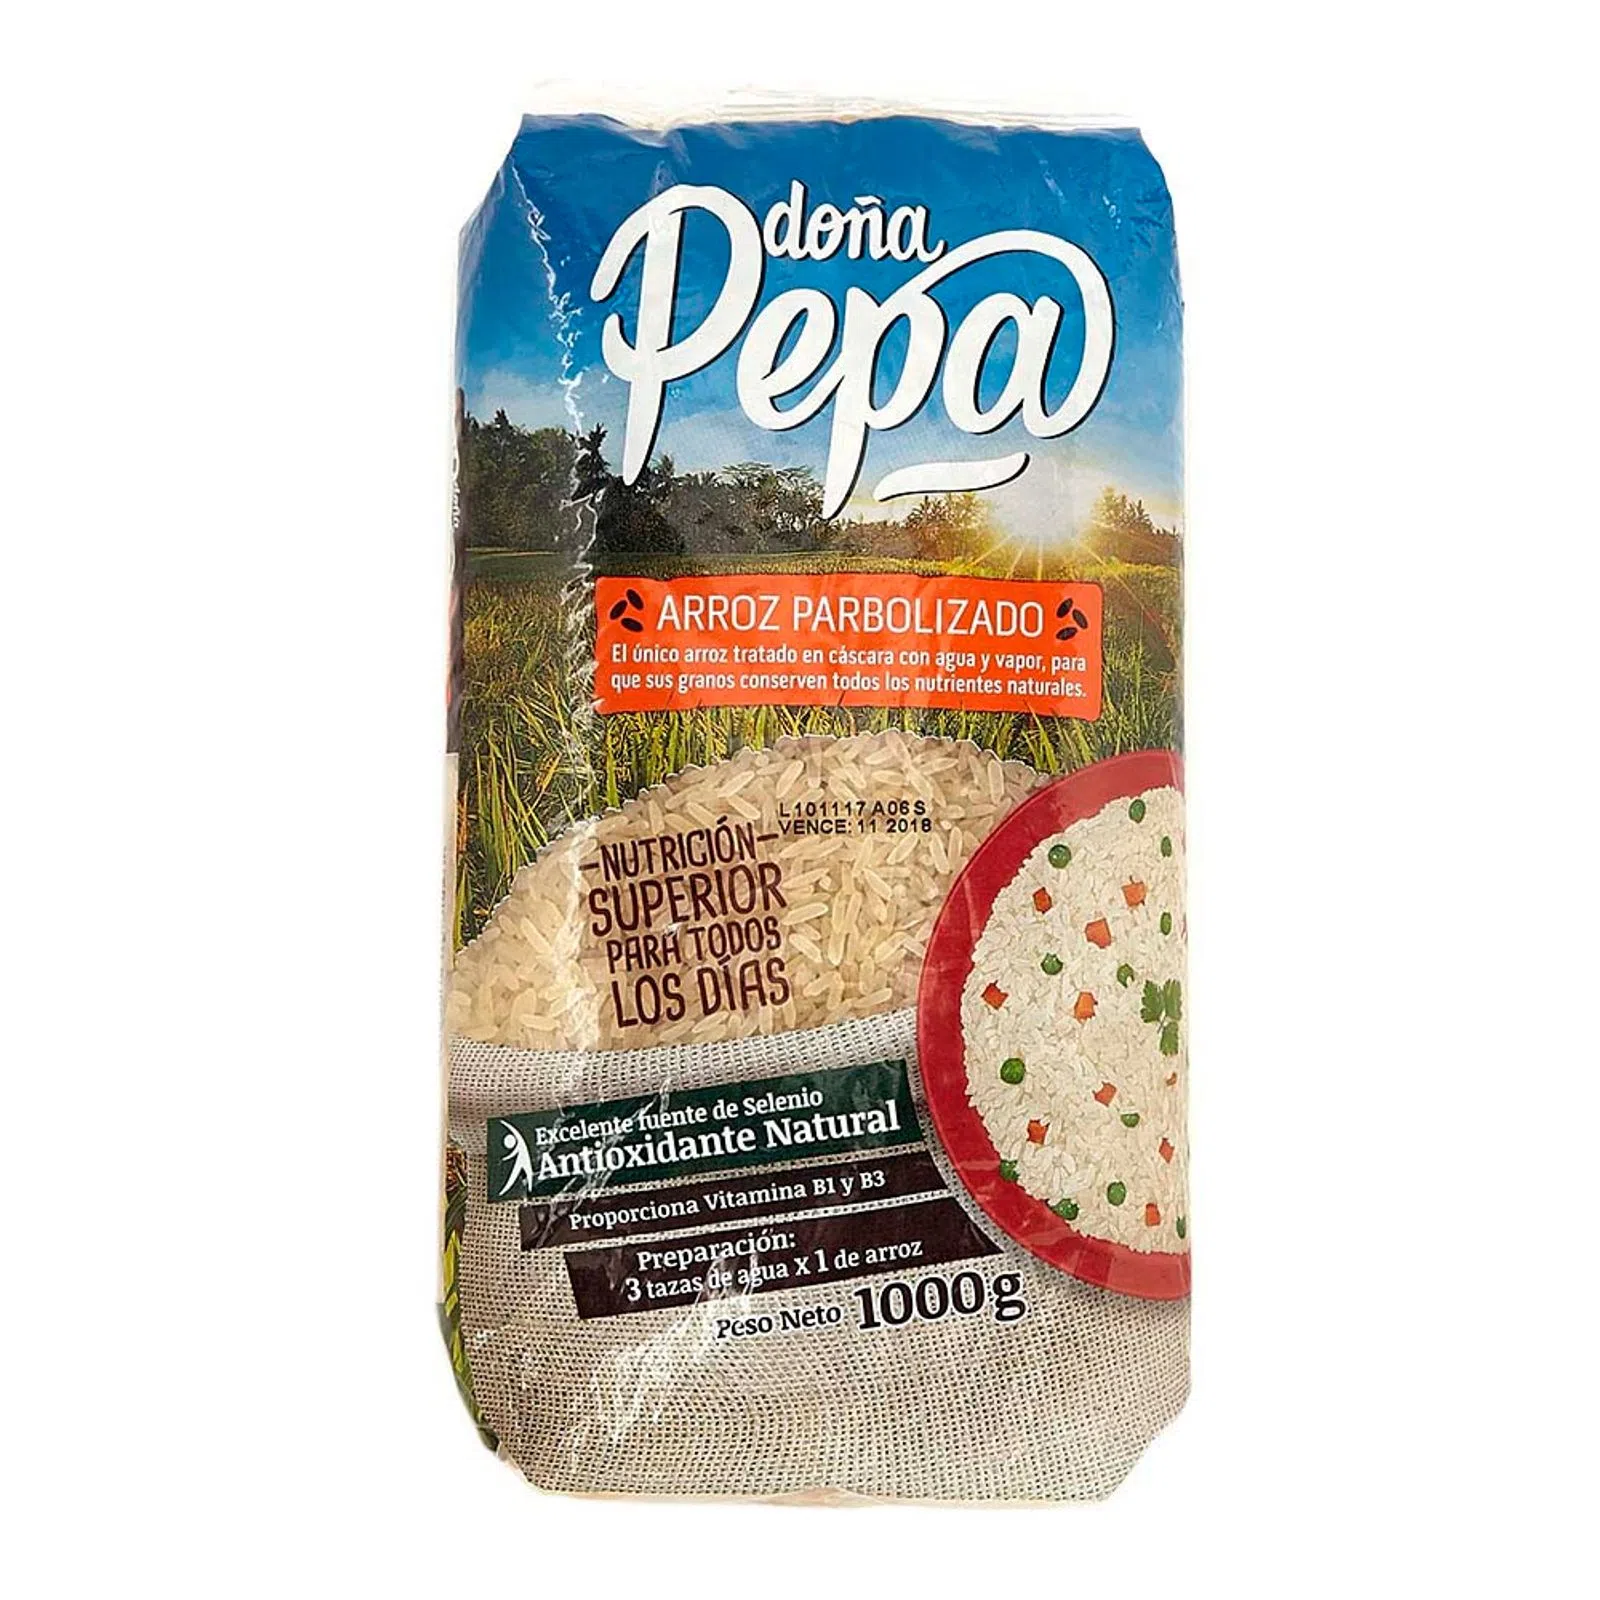 doña
Pepa
ARROZ PARBOLIZADO
El único arroz tratado en cáscara con agua y vapor, para
que sus granos conserven todos los nutrientes naturales.
L101117 A06 S
VENCE: 11 2018
–NUTRICIÓN–
SUPERIOR
PARA TODOS
LOS DÍAS
Excelente fuente de Selenio
Antioxidante Natural
Proporciona Vitamina B1 y B3
Preparación:
3 tazas de agua x 1 de arroz
Peso Neto 1000g